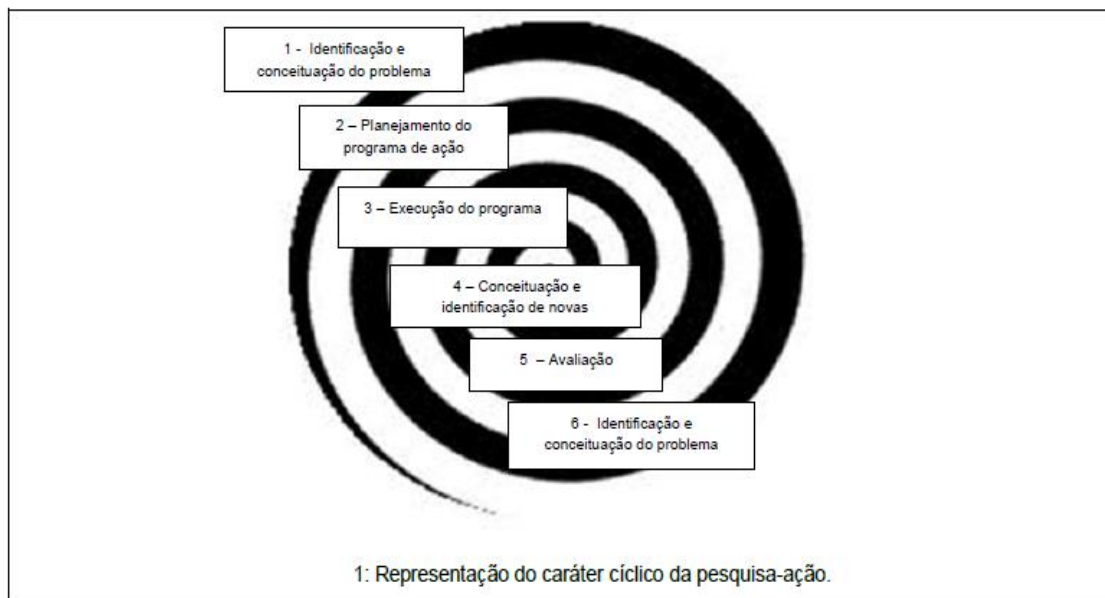 1 - Identificação e
conceituação do problema
2 – Planejamento do
programa de ação
3 – Execução do programa
4 – Conceituação e
identificação de novas
5 – Avaliação
6 - Identificação e
conceituação do problema
1: Representação do caráter cíclico da pesquisa-ação.